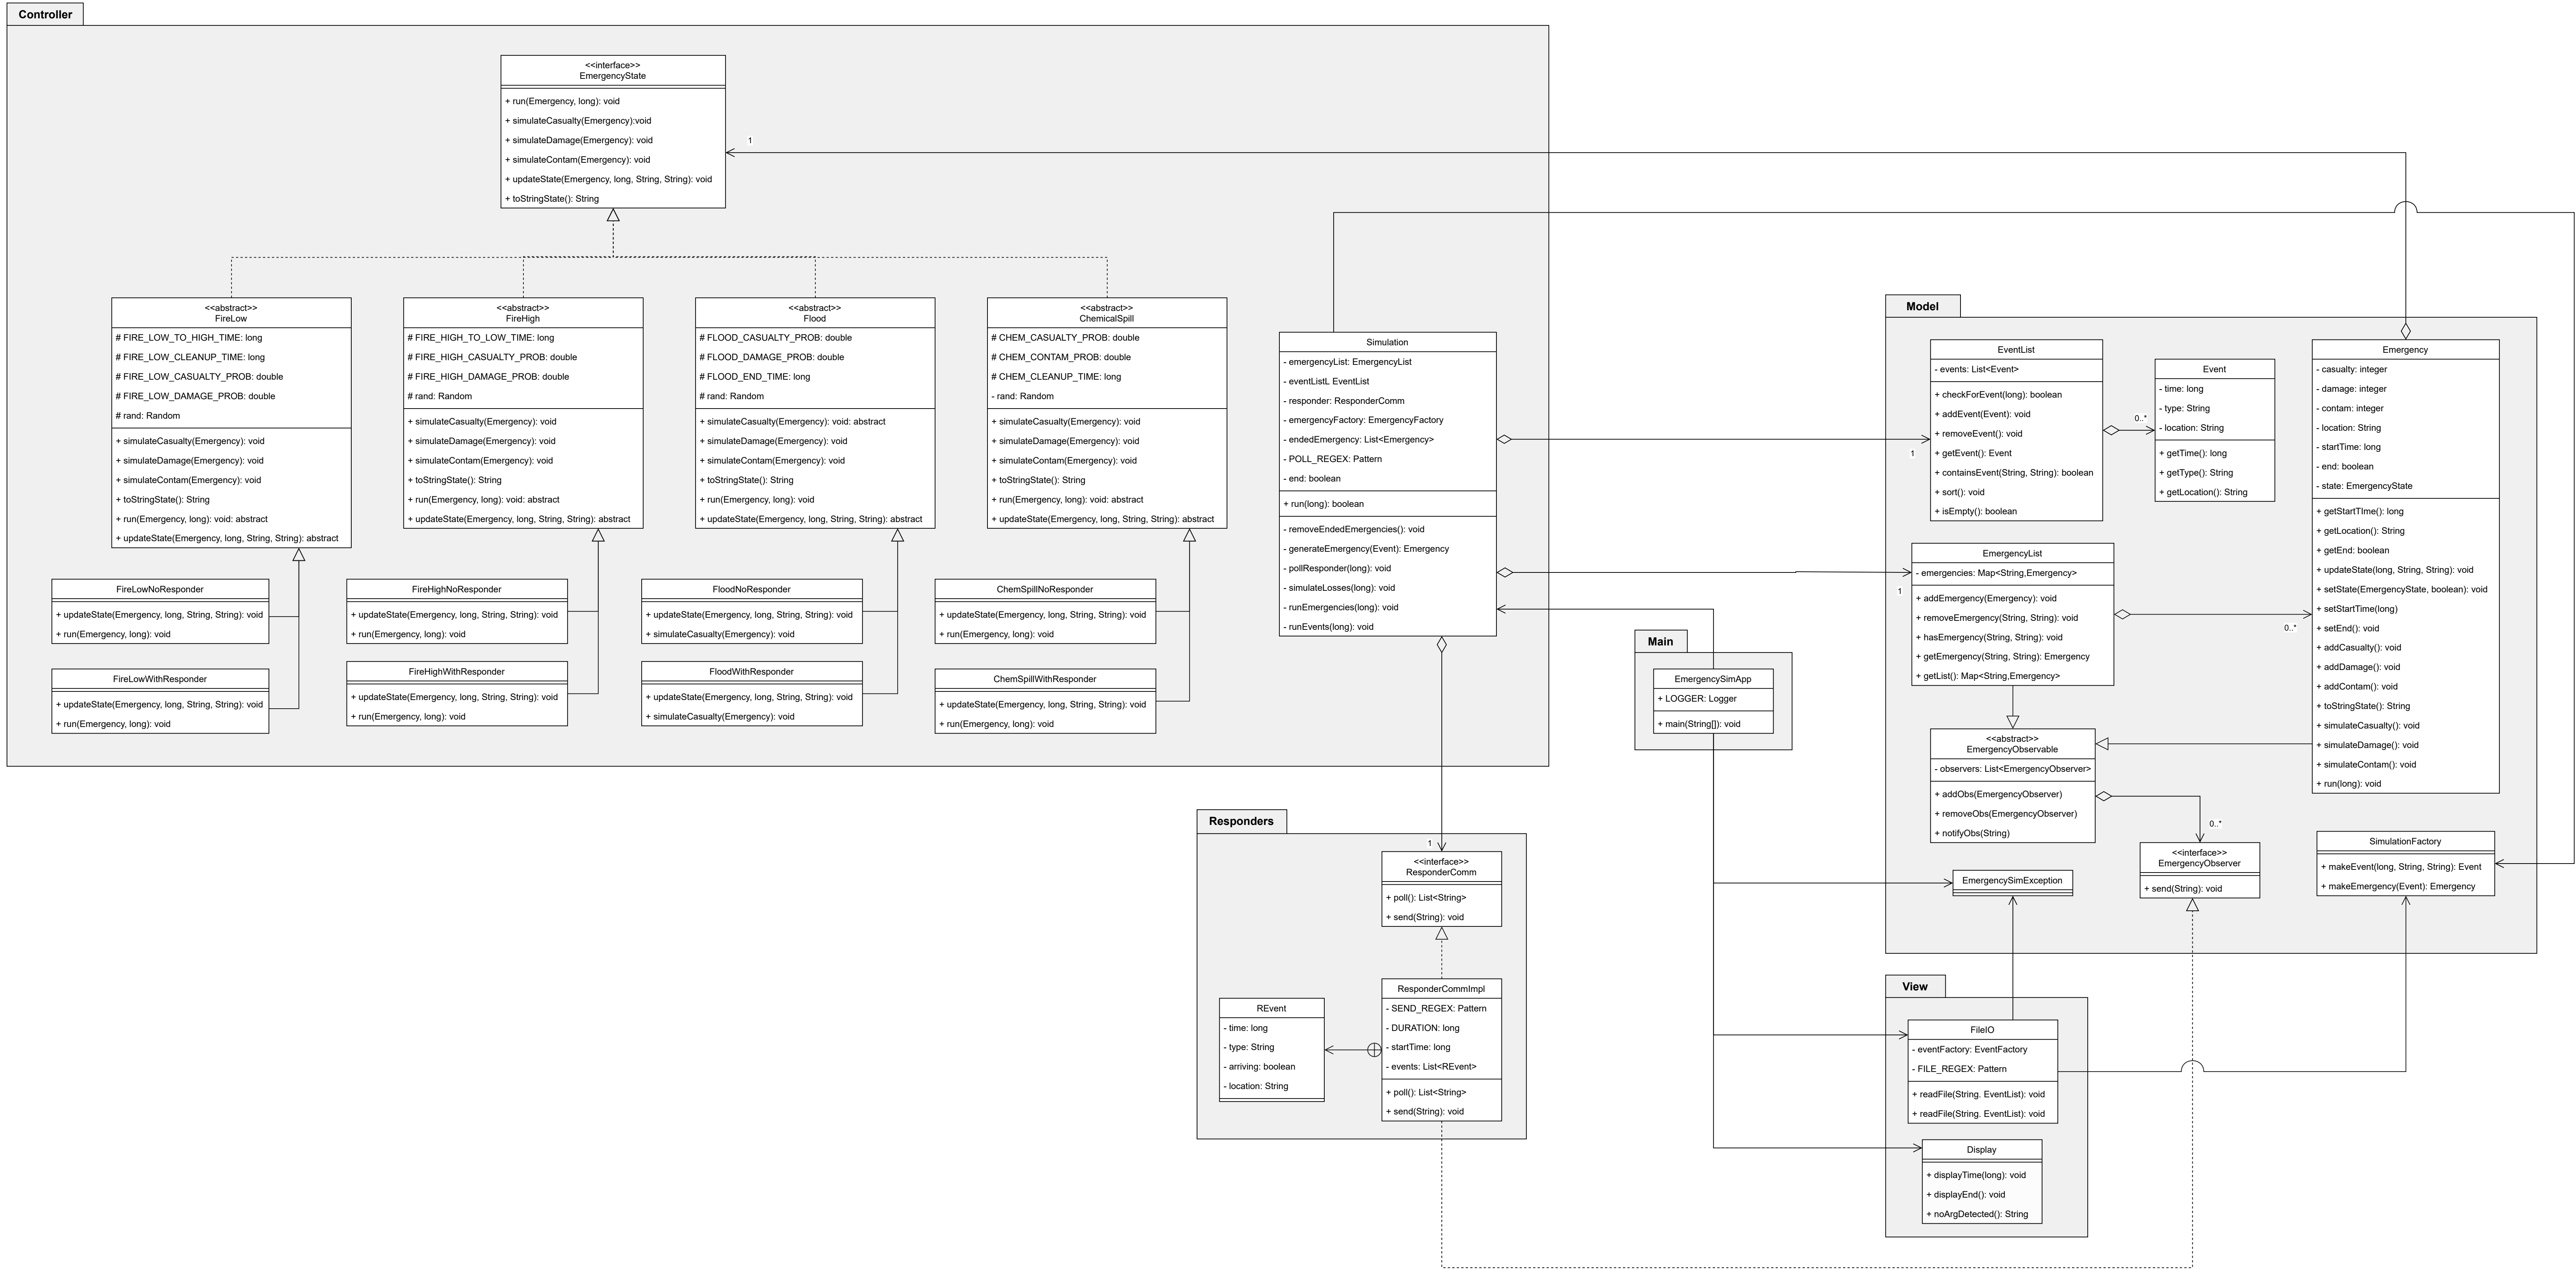 Controller
<<interface>>
EmergencyState
+ run(Emergency, long): void
+ simulateCasualty(Emergency):void
+ simulateDamage(Emergency): void
+ simulateContam(Emergency): void
+ updateState(Emergency, long, String, String): void
+ toStringState(): String
1
<<abstract>>
FireLow
# FIRE_LOW_TO_HIGH_TIME: long
# FIRE_LOW_CLEANUP_TIME: long
# FIRE_LOW_CASUALTY_PROB: double
# FIRE_LOW_DAMAGE_PROB: double
# rand: Random
+ simulateCasualty(Emergency): void
+ simulateDamage(Emergency): void
+ simulateContam(Emergency): void
+ toStringState(): String
+ run(Emergency, long): void: abstract
+ updateState(Emergency, long, String, String): abstract
<<abstract>>
FireHigh
# FIRE_HIGH_TO_LOW_TIME: long
# FIRE_HIGH_CASUALTY_PROB: double
# FIRE_HIGH_DAMAGE_PROB: double
# rand: Random
+ simulateCasualty(Emergency): void
+ simulateDamage(Emergency): void
+ simulateContam(Emergency): void
+ toStringState(): String
+ run(Emergency, long): void: abstract
+ updateState(Emergency, long, String, String): abstract
<<abstract>>
Flood
# FLOOD_CASUALTY_PROB: double
# FLOOD_DAMAGE_PROB: double
# FLOOD_END_TIME: long
# rand: Random
+ simulateCasualty(Emergency): void: abstract
+ simulateDamage(Emergency): void
+ simulateContam(Emergency): void
+ toStringState(): String
+ run(Emergency, long): void
+ updateState(Emergency, long, String, String): abstract
<<abstract>>
ChemicalSpill
# CHEM_CASUALTY_PROB: double
# CHEM_CONTAM_PROB: double
# CHEM_CLEANUP_TIME: long
- rand: Random
+ simulateCasualty(Emergency): void
+ simulateDamage(Emergency): void
+ simulateContam(Emergency): void
+ toStringState(): String
+ run(Emergency, long): void: abstract
+ updateState(Emergency, long, String, String): abstract
FireLowNoResponder
+ updateState(Emergency, long, String, String): void
+ run(Emergency, long): void
FireLowWithResponder
+ updateState(Emergency, long, String, String): void
+ run(Emergency, long): void
FireHighNoResponder
+ updateState(Emergency, long, String, String): void
+ run(Emergency, long): void
FireHighWithResponder
+ updateState(Emergency, long, String, String): void
+ run(Emergency, long): void
FloodNoResponder
+ updateState(Emergency, long, String, String): void
+ simulateCasualty(Emergency): void
FloodWithResponder
+ updateState(Emergency, long, String, String): void
+ simulateCasualty(Emergency): void
ChemSpillNoResponder
+ updateState(Emergency, long, String, String): void
+ run(Emergency, long): void
ChemSpillWithResponder
+ updateState(Emergency, long, String, String): void
+ run(Emergency, long): void
Simulation
- emergencyList: EmergencyList
- eventListL EventList
- responder: ResponderComm
- emergencyFactory: EmergencyFactory
- endedEmergency: List<Emergency>
- POLL_REGEX: Pattern
- end: boolean
+ run(long): boolean
- removeEndedEmergencies(): void
- generateEmergency(Event): Emergency
- pollResponder(long): void
- simulateLosses(long): void
- runEmergencies(long): void
- runEvents(long): void
Main
EmergencySimApp
+ LOGGER: Logger
+ main(String[]): void
Model
EventList
- events: List<Event>
+ checkForEvent(long): boolean
+ addEvent(Event): void
+ removeEvent(): void
+ getEvent(): Event
+ containsEvent(String, String): boolean
+ sort(): void
+ isEmpty(): boolean
1
0..*
Event
- time: long
- type: String
- location: String
+ getTime(): long
+ getType(): String
+ getLocation(): String
Emergency
- casualty: integer
- damage: integer
- contam: integer
- location: String
- startTime: long
- end: boolean
- state: EmergencyState
+ getStartTIme(): long
+ getLocation(): String
+ getEnd: boolean
+ updateState(long, String, String): void
+ setState(EmergencyState, boolean): void
+ setStartTime(long)
+ setEnd(): void
+ addCasualty(): void
+ addDamage(): void
+ addContam(): void
+ toStringState(): String
+ simulateCasualty(): void
+ simulateDamage(): void
+ simulateContam(): void
+ run(long): void
EmergencyList
- emergencies: Map<String,Emergency>
+ addEmergency(Emergency): void
+ removeEmergency(String, String): void
+ hasEmergency(String, String): void
+ getEmergency(String, String): Emergency
+ getList(): Map<String,Emergency>
1
0..*
<<abstract>>
EmergencyObservable
- observers: List<EmergencyObserver>
+ addObs(EmergencyObserver)
+ removeObs(EmergencyObserver)
+ notifyObs(String)
0..*
<<interface>>
EmergencyObserver
+ send(String): void
SimulationFactory
+ makeEvent(long, String, String): Event
+ makeEmergency(Event): Emergency
EmergencySimException
Responders
1
<<interface>>
ResponderComm
+ poll(): List<String>
+ send(String): void
ResponderCommImpl
- SEND_REGEX: Pattern
- DURATION: long
- startTime: long
- events: List<REvent>
+ poll(): List<String>
+ send(String): void
REvent
- time: long
- type: String
- arriving: boolean
- location: String
View
FileIO
- eventFactory: EventFactory
- FILE_REGEX: Pattern
+ readFile(String. EventList): void
+ readFile(String. EventList): void
Display
+ displayTime(long): void
+ displayEnd(): void
+ noArgDetected(): String